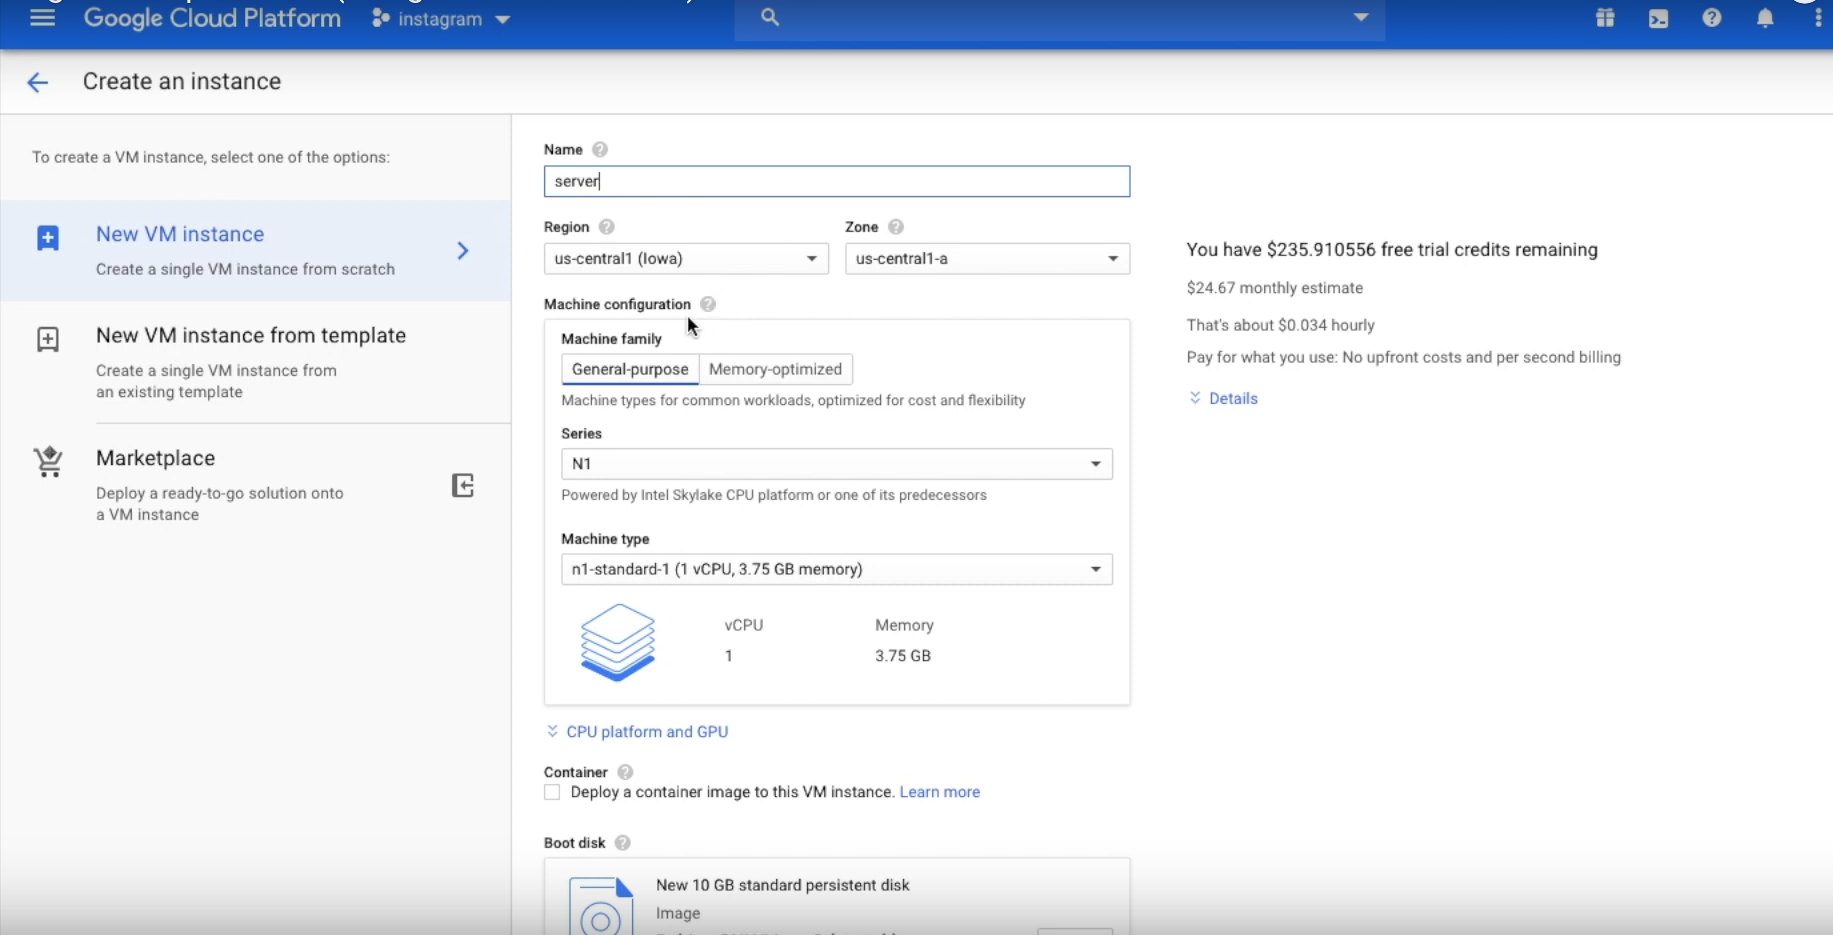 Google Cloud Platform
instagram
Create an instance
To create a VM instance, select one of the options:
New VM instance
Create a single VM instance from scratch
New VM instance from template
Create a single VM instance from
an existing template
Marketplace
Deploy a ready-to-go solution onto
a VM instance
Name
server
Region Zone
us-central1 (Iowa) us-central1-a
Machine configuration
Machine family
General-purpose Memory-optimized
Machine types for common workloads, optimized for cost and flexibility
Series
N1
Powered by Intel Skylake CPU platform or one of its predecessors
Machine type
n1-standard-1 (1 vCPU, 3.75 GB memory)
vCPU Memory
1 3.75 GB
CPU platform and GPU
Container
Deploy a container image to this VM instance. Learn more
Boot disk
New 10 GB standard persistent disk
Image
You have $235.910556 free trial credits remaining
$24.67 monthly estimate
That's about $0.034 hourly
Pay for what you use: No upfront costs and per second billing
Details